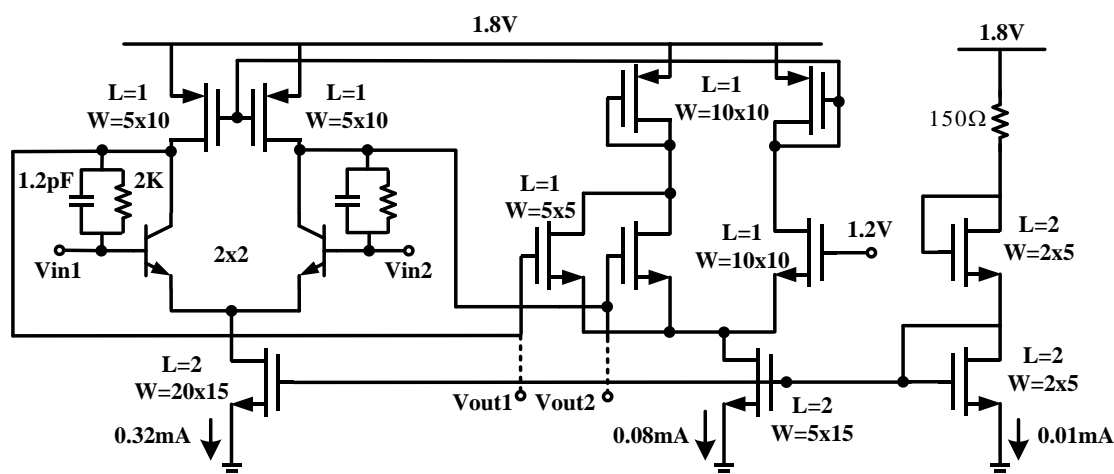 1.8V
1.8V
L=1
W=5x10
L=1
W=5x10
L=1
W=10x10
150Ω
1.2pF
2K
L=1
W=5x5
L=1
W=10x10
1.2V
L=2
W=2x5
Vin1
2x2
Vin2
L=2
W=20x15
Vout1
Vout2
L=2
W=5x15
L=2
W=2x5
0.32mA
0.08mA
0.01mA